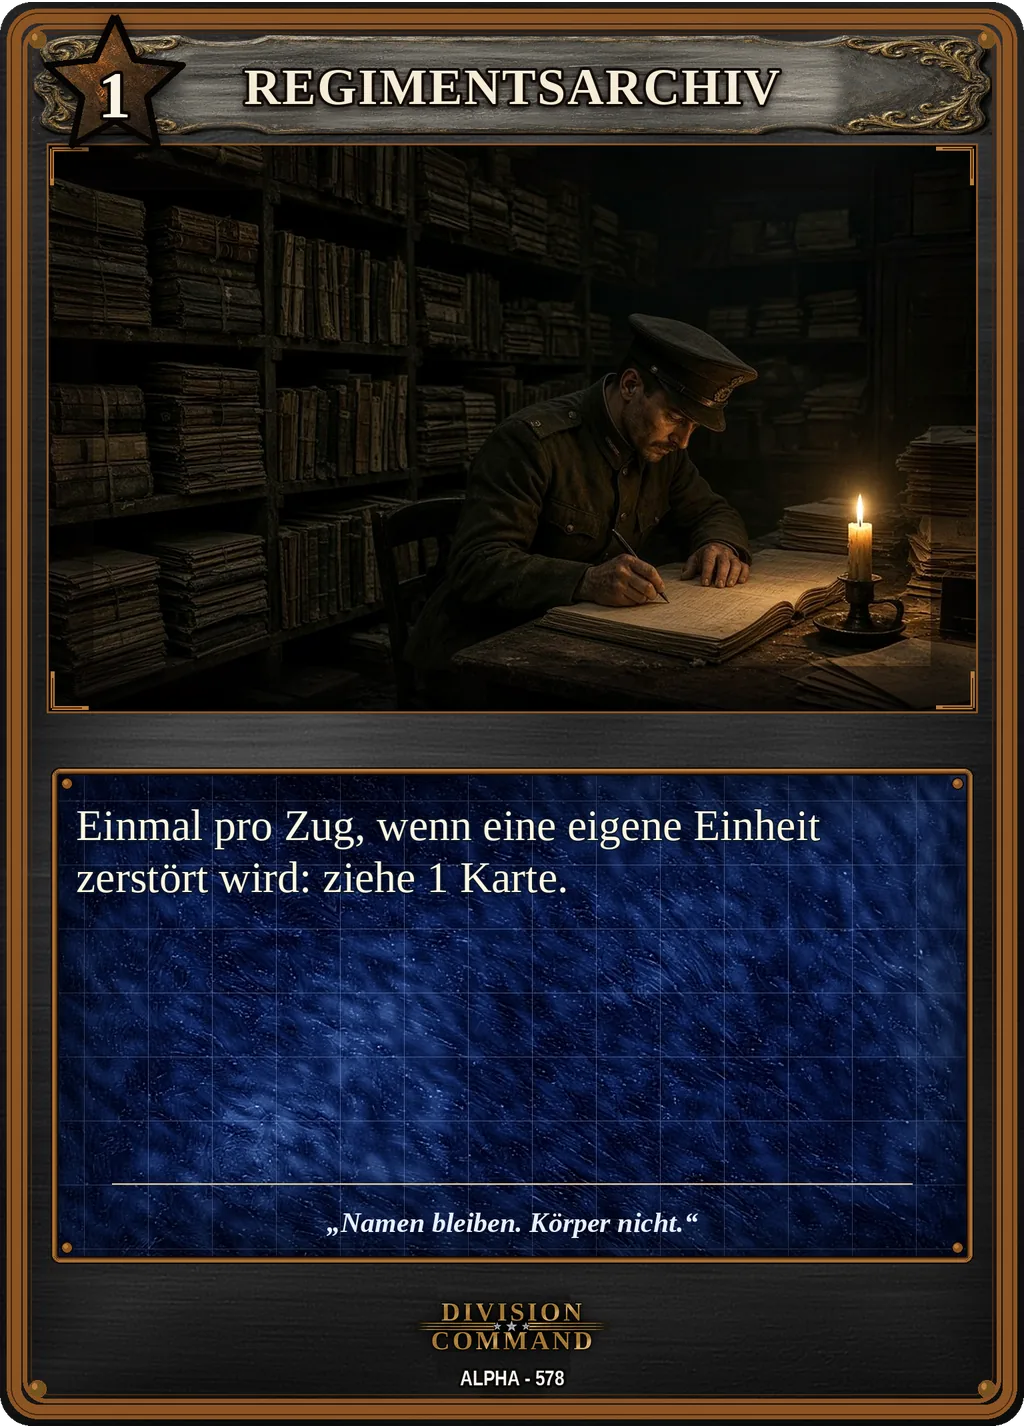 1
REGIMENTSARCHIV
Einmal pro Zug, wenn eine eigene Einheit
zerstört wird: ziehe 1 Karte.
„Namen bleiben. Körper nicht.“
DIVISION
COMMAND
ALPHA - 578